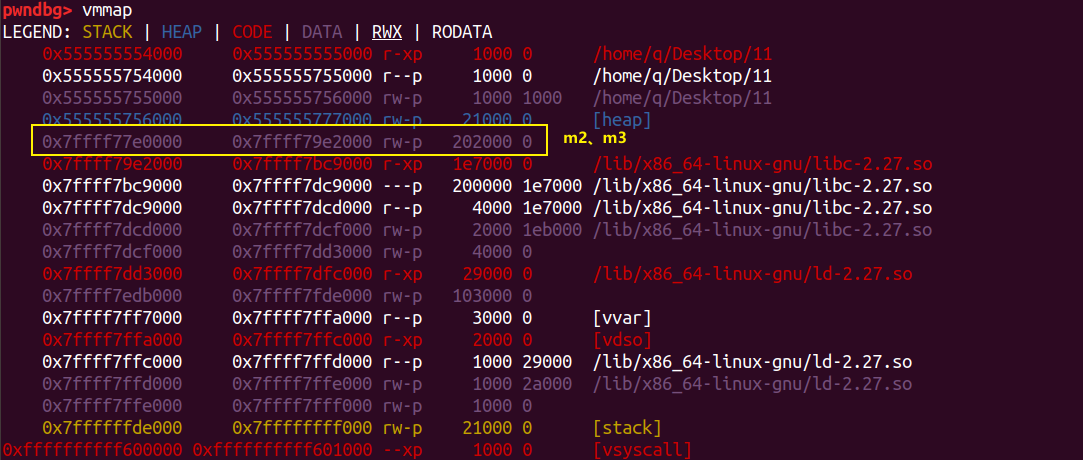 pwndbg> vmmap
LEGEND: STACK | HEAP | CODE | DATA | RWX | RODATA
0x555555554000 0x555555555000 r-xp 1000 0 /home/q/Desktop/11
0x555555754000 0x555555755000 r--p 1000 0 /home/q/Desktop/11
0x555555755000 0x555555756000 rw-p 1000 1000 /home/q/Desktop/11
0x555555756000 0x555555777000 rw-p 21000 0 [heap]
0x7ffff77e0000 0x7ffff79e2000 rw-p 202000 0 m2、m3
0x7ffff79e2000 0x7ffff7bc9000 r-xp 1e7000 0 /lib/x86_64-linux-gnu/libc-2.27.so
0x7ffff7bc9000 0x7ffff7dc9000 ---p 200000 1e7000 /lib/x86_64-linux-gnu/libc-2.27.so
0x7ffff7dc9000 0x7ffff7dcd000 r--p 4000 1e7000 /lib/x86_64-linux-gnu/libc-2.27.so
0x7ffff7dcd000 0x7ffff7dcf000 rw-p 2000 1eb000 /lib/x86_64-linux-gnu/libc-2.27.so
0x7ffff7dcf000 0x7ffff7dd3000 rw-p 4000 0
0x7ffff7dd3000 0x7ffff7dfc000 r-xp 29000 0 /lib/x86_64-linux-gnu/ld-2.27.so
0x7ffff7edb000 0x7ffff7fde000 rw-p 103000 0
0x7ffff7ff7000 0x7ffff7ffa000 r--p 3000 0 [vvar]
0x7ffff7ffa000 0x7ffff7ffc000 r-xp 2000 0 [vdso]
0x7ffff7ffc000 0x7ffff7ffd000 r--p 1000 29000 /lib/x86_64-linux-gnu/ld-2.27.so
0x7ffff7ffd000 0x7ffff7ffe000 rw-p 1000 2a000 /lib/x86_64-linux-gnu/ld-2.27.so
0x7ffff7ffe000 0x7ffff7fff000 rw-p 1000 0
0x7ffffffde000 0x7ffffffff000 rw-p 21000 0 [stack]
0xffffffffff600000 0xffffffffff601000 --xp 1000 0 [vsyscall]